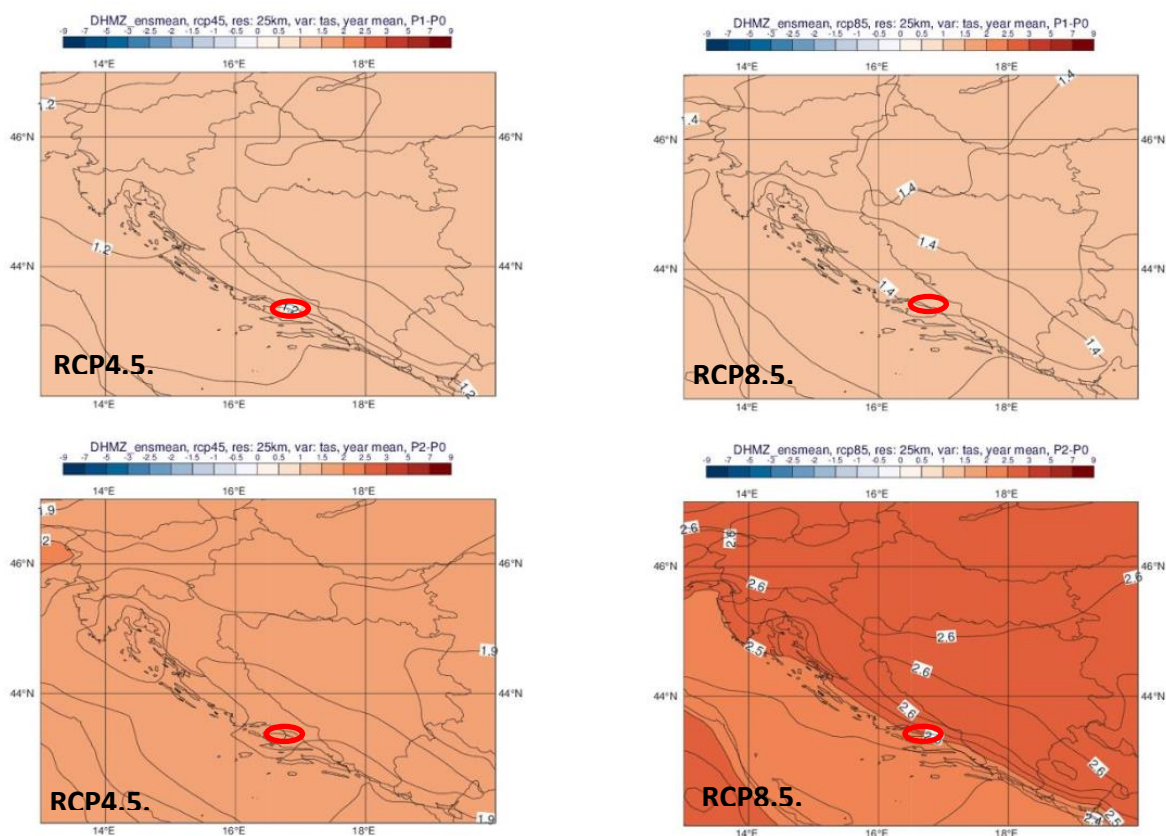 DHMZ_ensmean, rcp45, res: 25km, var: tas, year mean, P1-P0
-9 -7 -5 -3 -2.5 -2 -1.5 -1 -0.5 0 0.5 1 1.5 2 2.5 3 5 7 9
1.2
46°N 46°N
1.2
44°N 44°N
1.2
RCP4.5.
1.2
14°E 16°E 18°E
DHMZ_ensmean, rcp85, res: 25km, var: tas, year mean, P1-P0
-9 -7 -5 -3 -2.5 -2 -1.5 -1 -0.5 0 0.5 1 1.5 2 2.5 3 5 7 9
1.4
1.4
46°N 46°N
1.4
1.4
44°N 44°N
1.4
1.4
RCP8.5.
14°E 16°E 18°E
DHMZ_ensmean, rcp45, res: 25km, var: tas, year mean, P2-P0
-9 -7 -5 -3 -2.5 -2 -1.5 -1 -0.5 0 0.5 1 1.5 2 2.5 3 5 7 9
14°E 16°E 18°E
1.9
2
46°N 46°N
1.9
44°N 44°N
RCP4.5.
1.9
DHMZ_ensmean, rcp85, res: 25km, var: tas, year mean, P2-P0
-9 -7 -5 -3 -2.5 -2 -1.5 -1 -0.5 0 0.5 1 1.5 2 2.5 3 5 7 9
14°E 16°E 18°E
2.6
2.6
2.6
46°N 46°N
2.6
2.6
2.5
2.6
44°N 44°N
2.6
2.6
RCP8.5.
2.4